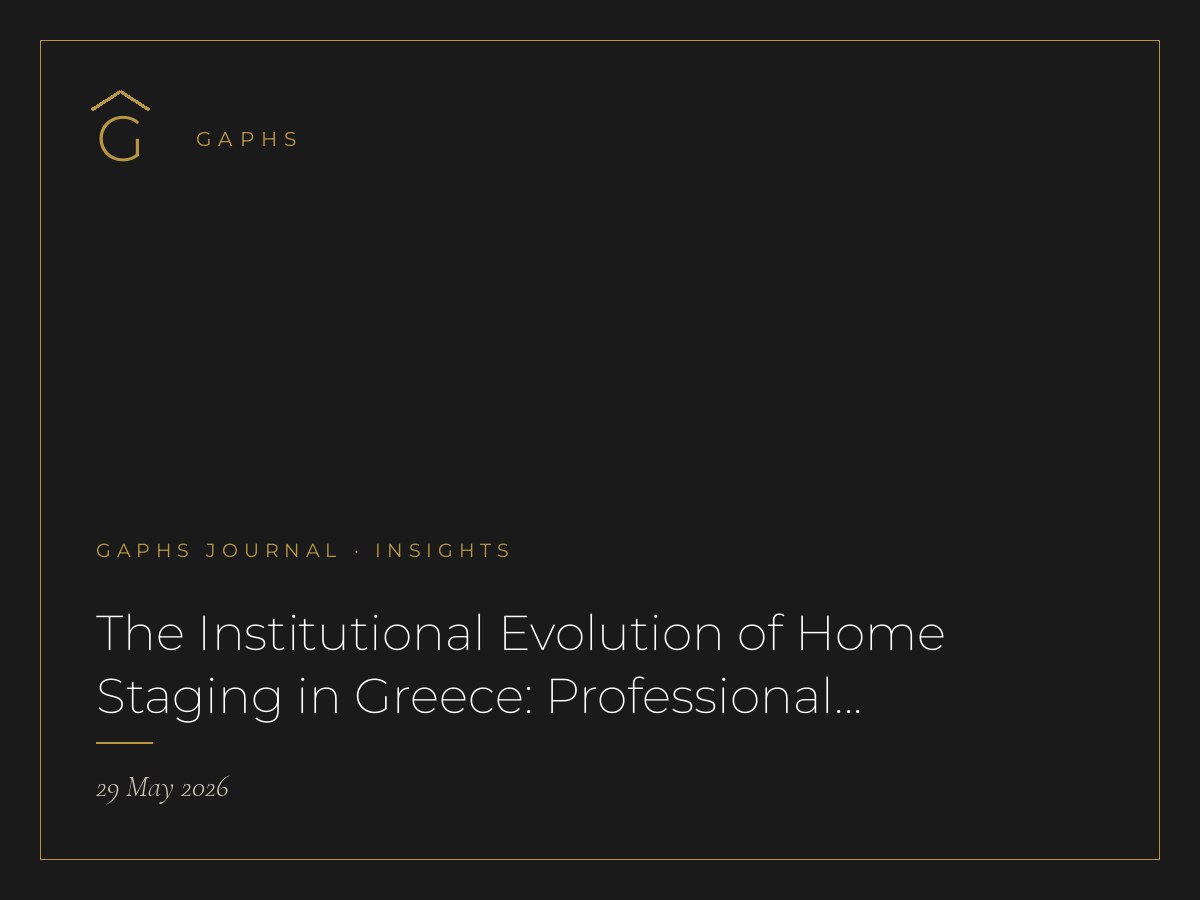 G
GAPHS
GAPHS JOURNAL · INSIGHTS
The Institutional Evolution of Home
Staging in Greece: Professional...
29 May 2026